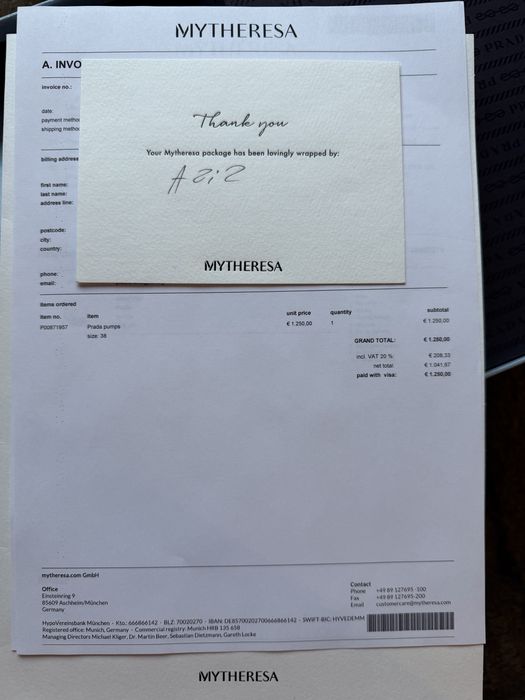 MYTHERESA
A. INVO
invoice no.:
date:
payment metho
shipping metho
billing address
first name:
last name:
address line:
postcode:
city:
country:
phone:
email:
Thank you
Your Mytheresa package has been lovingly wrapped by:
Aziz
MYTHERESA
items ordered
item no. item unit price quantity subtotal
P00871957 Prada pumps € 1.250,00 1 € 1.250,00
size: 38
GRAND TOTAL: € 1.250,00
incl. VAT 20 % € 208,33
net total € 1.041,67
paid with visa: € 1.250,00
mytheresa.com GmbH
Office
Einsteinring 9
85609 Aschheim/München
Germany
Contact
Phone +49 89 127695-100
Fax +49 89 127695-200
Email customercare@mytheresa.com
HypoVereinsbank München - Kto.: 666866142 - BLZ: 70020270 - IBAN: DE85700202700666866142 - SWIFT-BIC: HYVEDEMM
Registered office: Munich, Germany - Commercial registry: Munich HRB 135 658
Managing Directors Michael Kliger, Dr. Martin Beer, Sebastian Dietzmann, Gareth Locke
MYTHERESA
PRADA